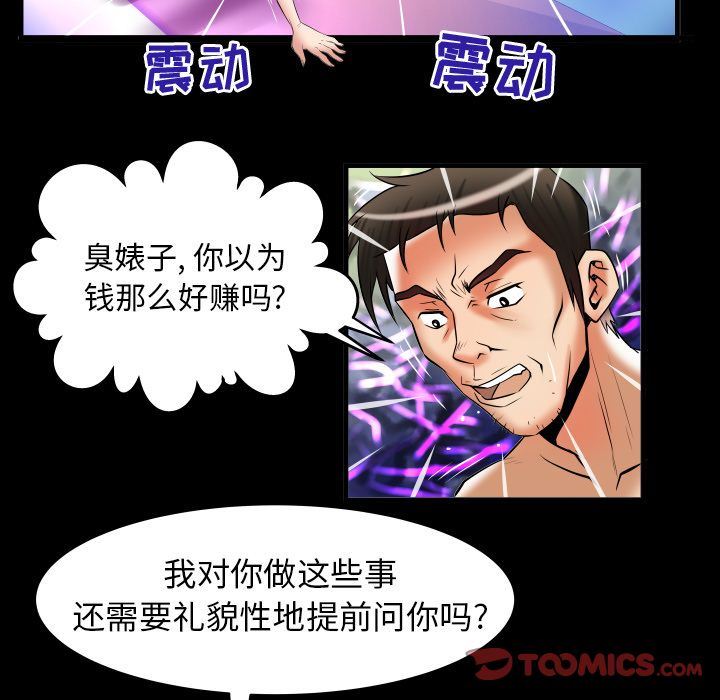 震动
震动
臭婊子, 你以为
钱那么好赚吗?
我对你做这些事
还需要礼貌性地提前问你吗?
TOOMICS.COM